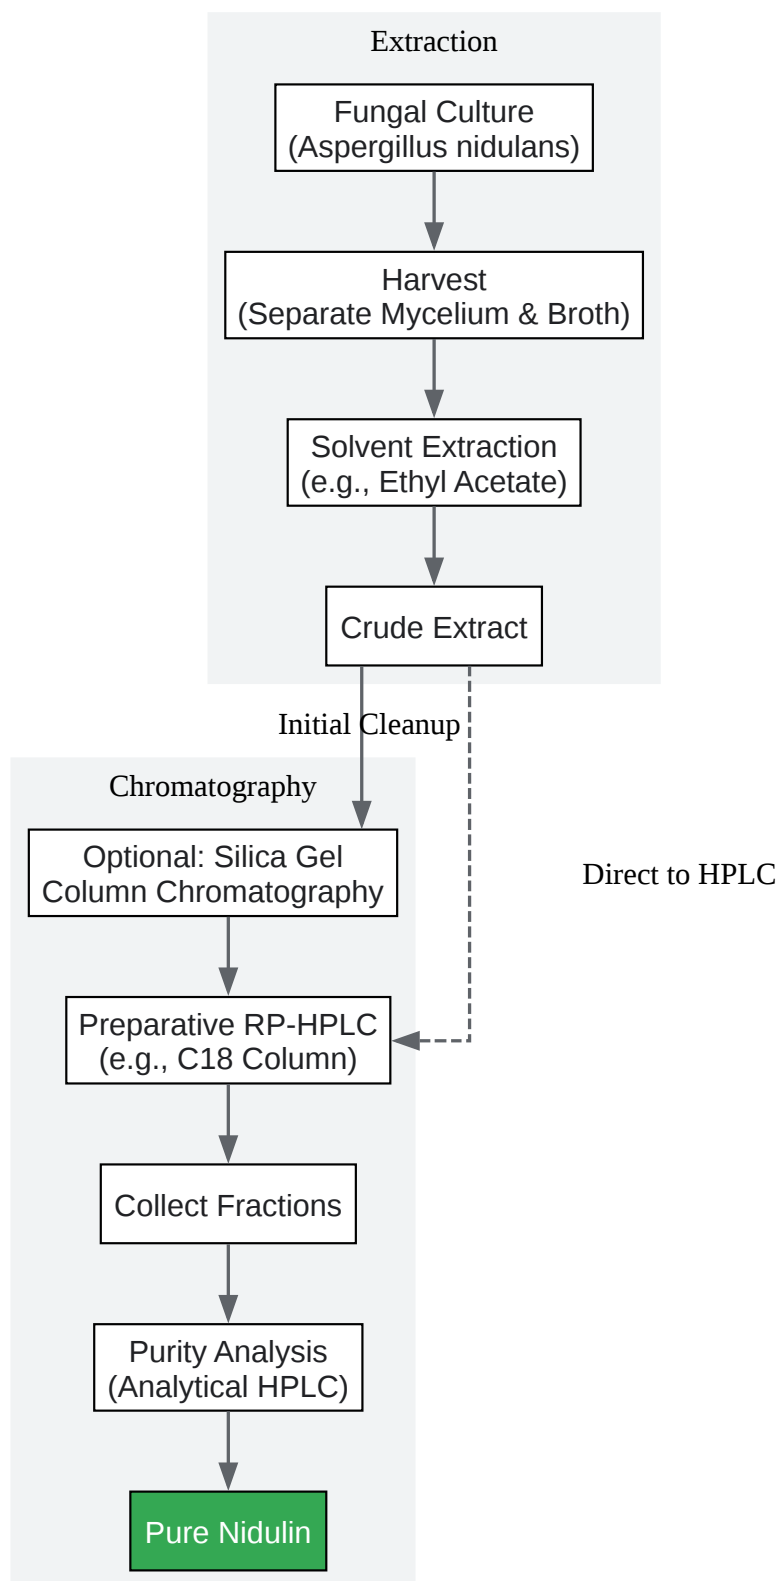 Extraction
Fungal Culture
(Aspergillus nidulans)
Harvest
(Separate Mycelium & Broth)
Solvent Extraction
(e.g., Ethyl Acetate)
Crude Extract
Initial Cleanup
Chromatography
Optional: Silica Gel
Column Chromatography
Direct to HPLC
Preparative RP-HPLC
(e.g., C18 Column)
Collect Fractions
Purity Analysis
(Analytical HPLC)
Pure Nidulin